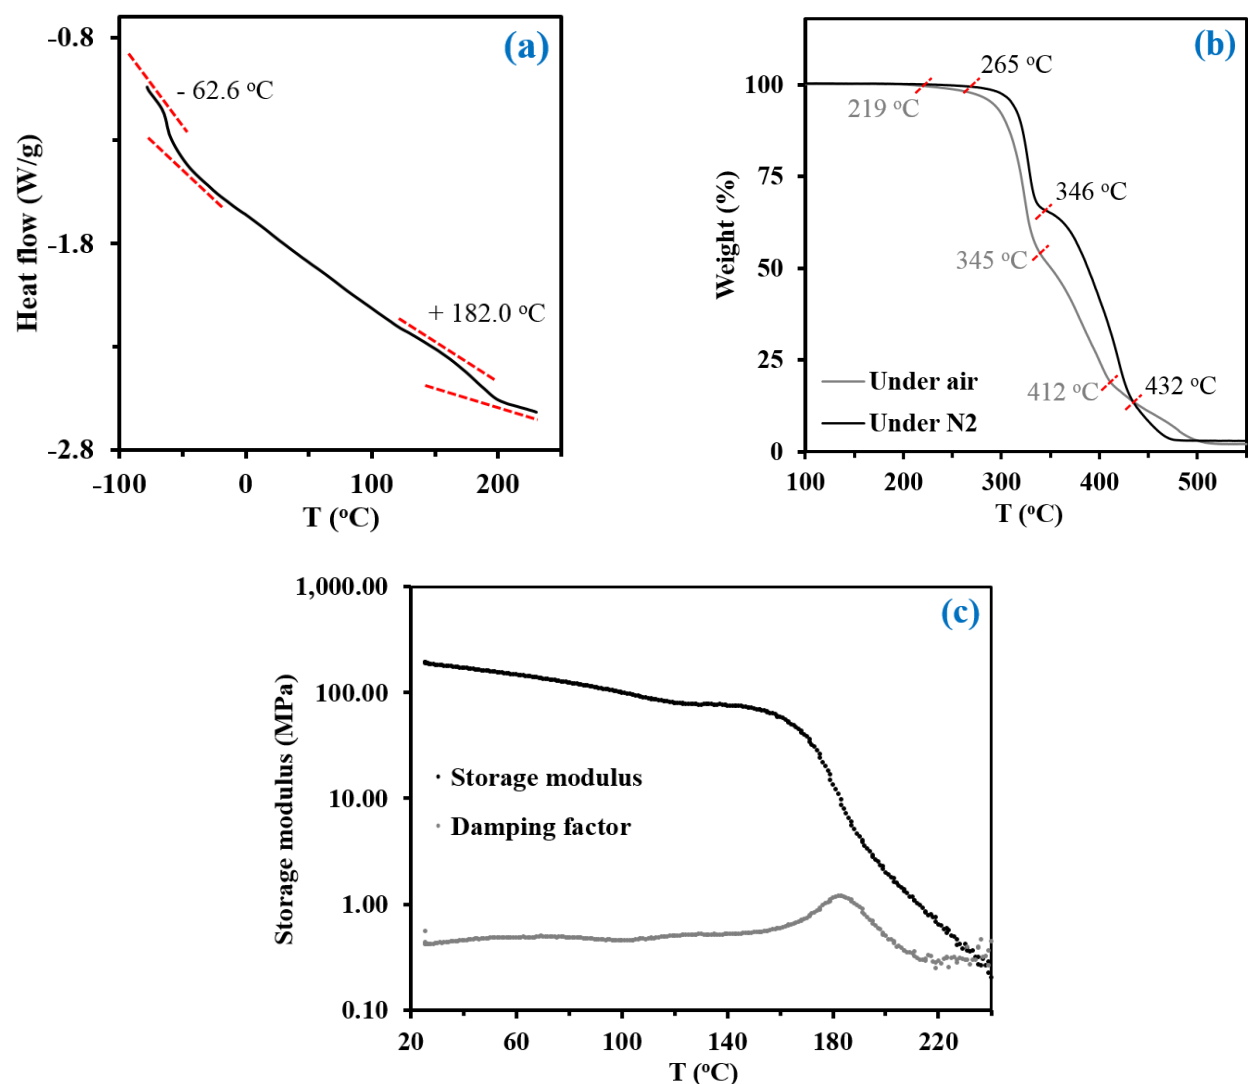 (a)
-0.8
-1.8
-2.8
Heat flow (W/g)
- 62.6 °C
+ 182.0 °C
-100
0
100
200
T (°C)
(b)
100
75
50
25
0
Weight (%)
265 °C
219 °C
346 °C
345 °C
412 °C
432 °C
Under air
Under N2
100
200
300
400
500
T (°C)
(c)
1,000.00
100.00
10.00
1.00
0.10
Storage modulus (MPa)
Storage modulus
Damping factor
20
60
100
140
180
220
T (°C)